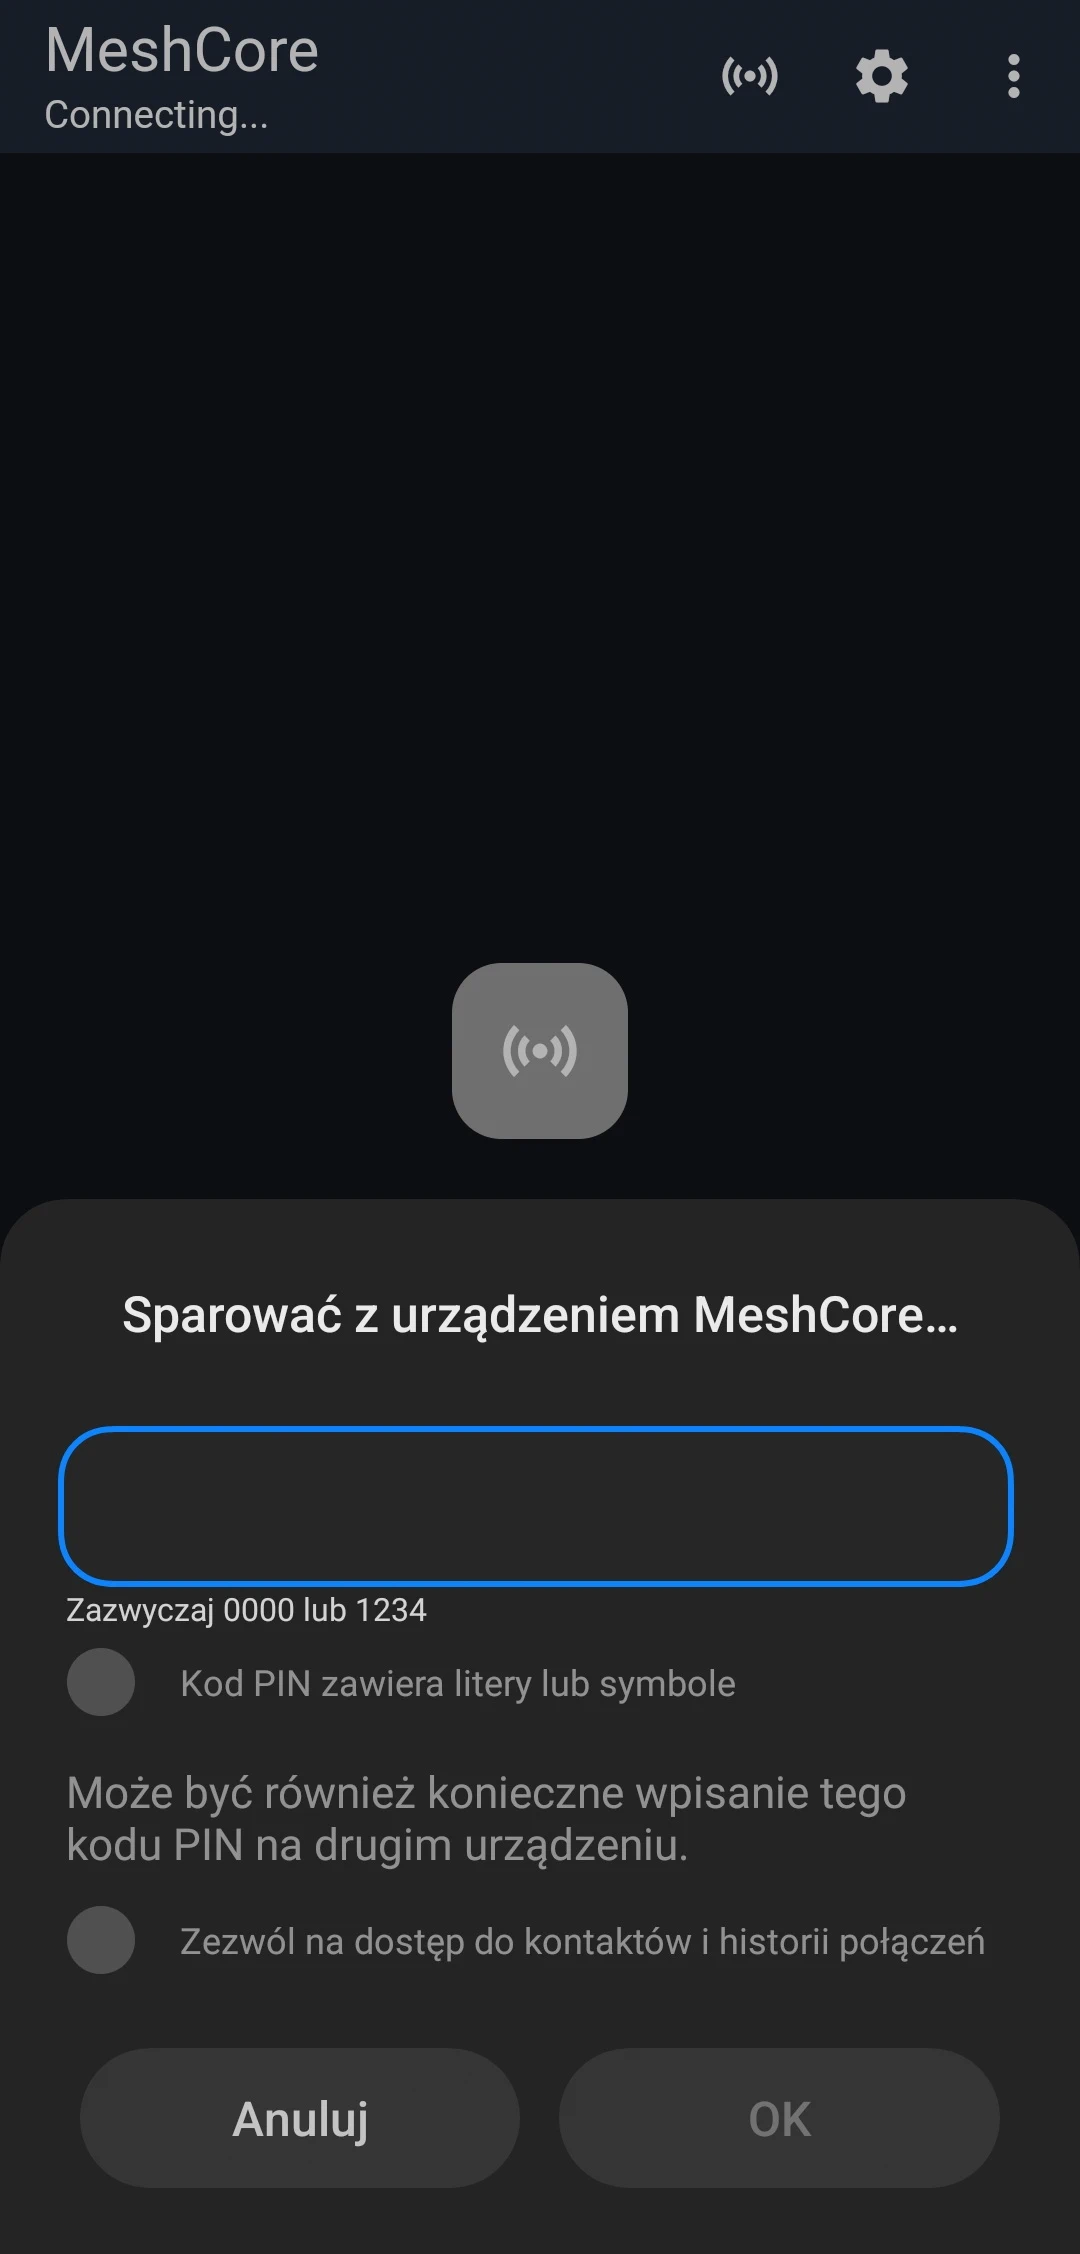 MeshCore
Connecting...
Sparować z urządzeniem MeshCore...
Zazwyczaj 0000 lub 1234
Kod PIN zawiera litery lub symbole
Może być również konieczne wpisanie tego
kodu PIN na drugim urządzeniu.
Zezwól na dostęp do kontaktów i historii połączeń
Anuluj
OK